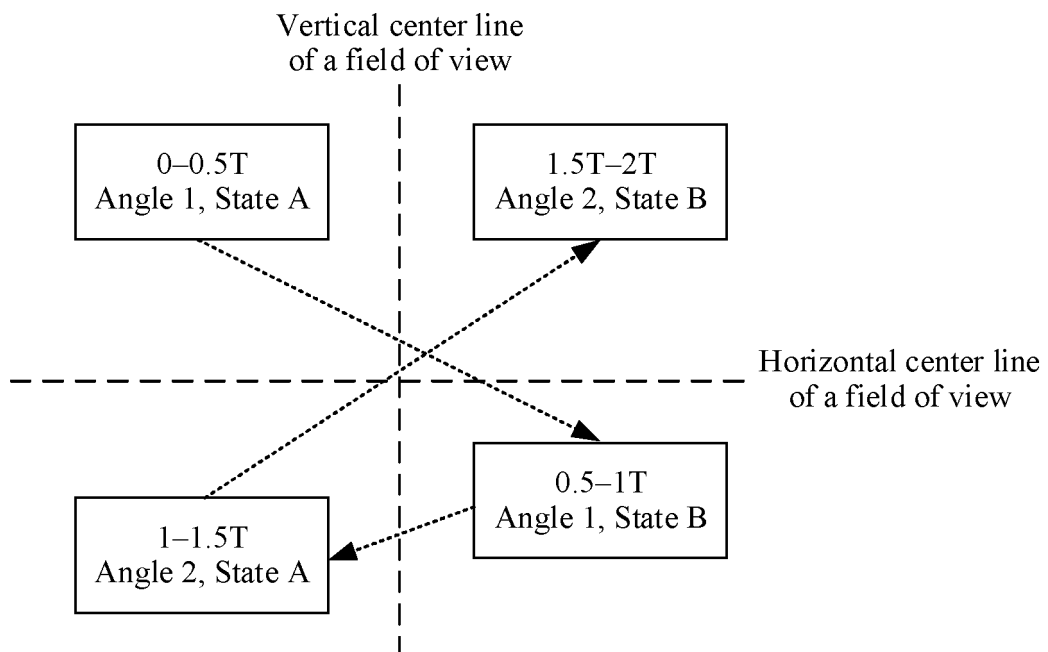 Vertical center line
of a field of view
0–0.5T
Angle 1, State A
1.5T–2T
Angle 2, State B
Horizontal center line
of a field of view
0.5–1T
Angle 1, State B
1–1.5T
Angle 2, State A